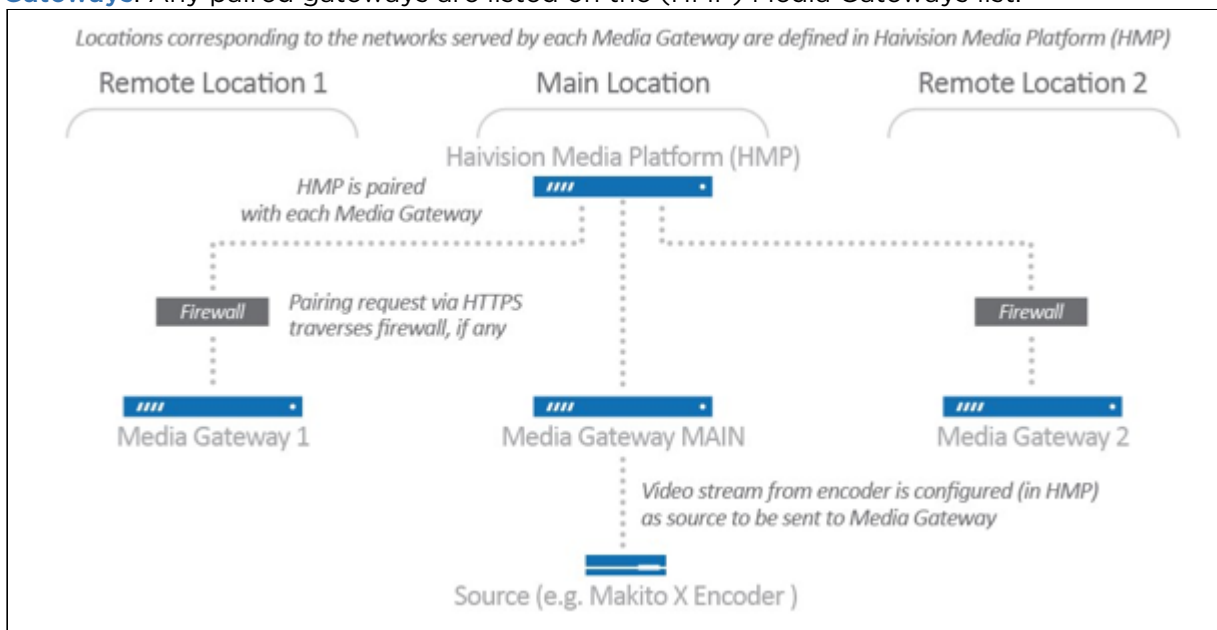 Gateways. Any paired gateways are listed on the (HMP) Media Gateways list.
Locations corresponding to the networks served by each Media Gateway are defined in Haivision Media Platform (HMP)
Remote Location 1
Main Location
Remote Location 2
Haivision Media Platform (HMP)
HMP is paired
with each Media Gateway
Firewall
Pairing request via HTTPS
traverses firewall, if any
Firewall
Media Gateway 1
Media Gateway MAIN
Media Gateway 2
Video stream from encoder is configured (in HMP)
as source to be sent to Media Gateway
Source (e.g. Makito X Encoder )